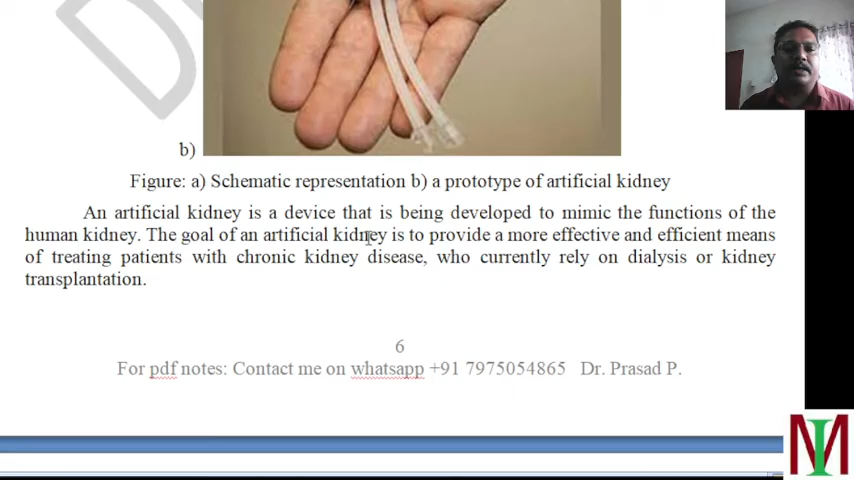 b)
Figure: a) Schematic representation b) a prototype of artificial kidney
An artificial kidney is a device that is being developed to mimic the functions of the
human kidney. The goal of an artificial kidney is to provide a more effective and efficient means
of treating patients with chronic kidney disease, who currently rely on dialysis or kidney
transplantation.
6
For pdf notes: Contact me on whatsapp +91 7975054865 Dr. Prasad P.